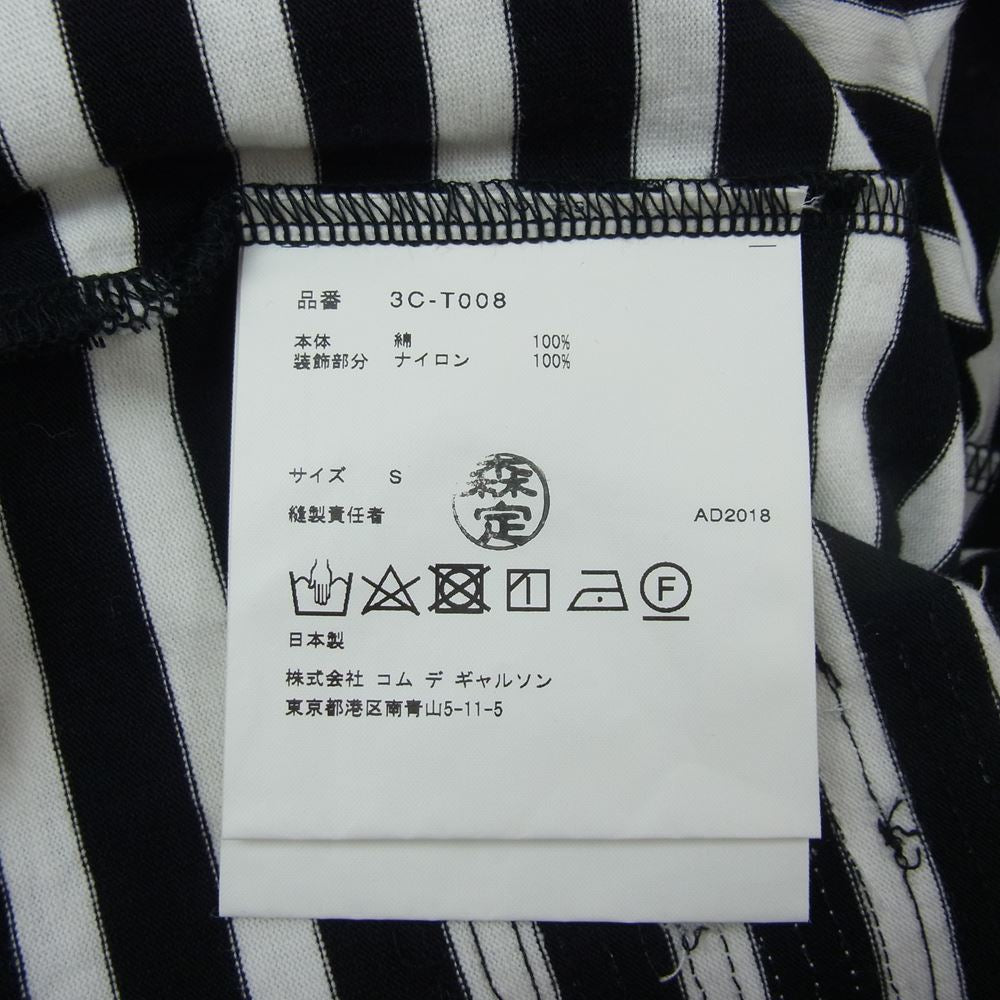 品番 3C-T008
本体 綿 100%
装飾部分 ナイロン 100%
サイズ S
森定
縫製責任者
AD2018
F
日本製
株式会社 コム デ ギャルソン
東京都港区南青山5-11-5